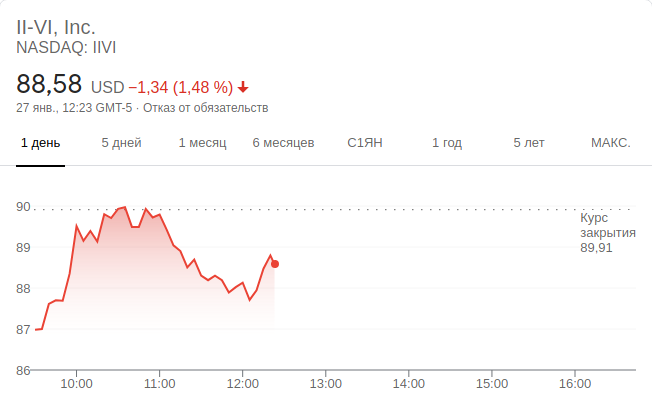 II-VI, Inc.
NASDAQ: IIVI
88,58 USD −1,34 (1,48 %)
27 янв., 12:23 GMT-5 · Отказ от обязательств
1 день 5 дней 1 месяц 6 месяцев С1ЯН 1 год 5 лет МАКС.
90
Курс
закрытия
89,91
89
88
87
86
10:00 11:00 12:00 13:00 14:00 15:00 16:00